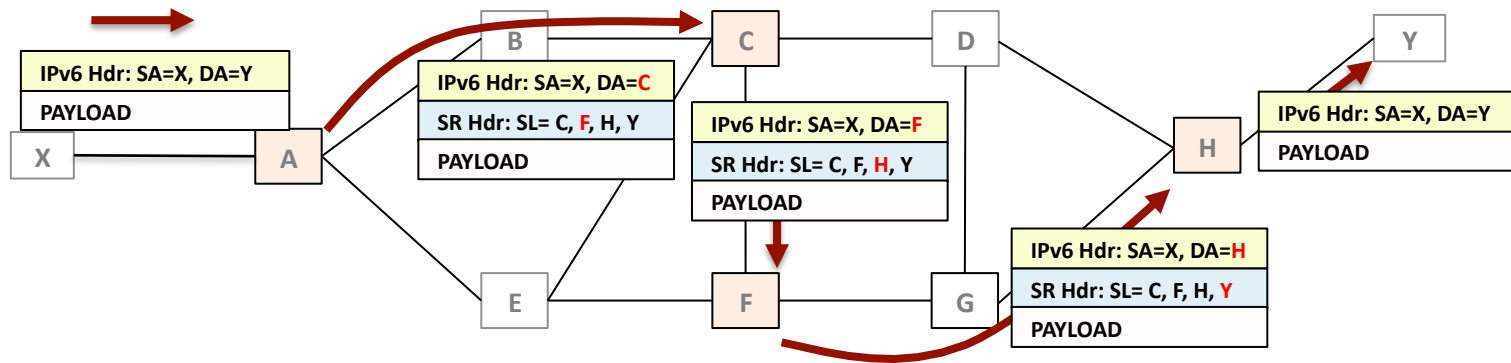 B
C
D
Y
IPv6 Hdr: SA=X, DA=Y
PAYLOAD
X
A
IPv6 Hdr: SA=X, DA=C
SR Hdr: SL= C, F, H, Y
PAYLOAD
IPv6 Hdr: SA=X, DA=F
SR Hdr: SL= C, F, H, Y
PAYLOAD
H
IPv6 Hdr: SA=X, DA=Y
PAYLOAD
E
F
G
IPv6 Hdr: SA=X, DA=H
SR Hdr: SL= C, F, H, Y
PAYLOAD